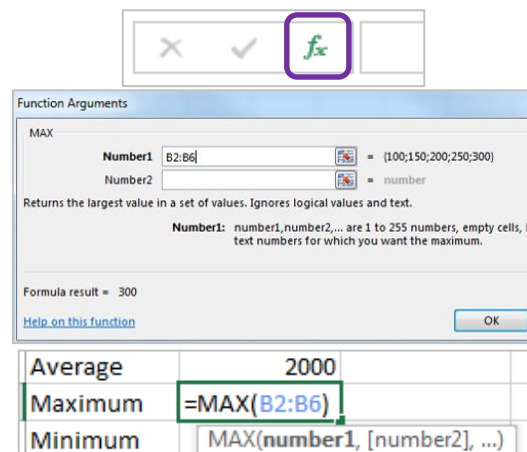 fx
Function Arguments
MAX
Number1 B2:B6 = {100;150;200;250;300}
Number2 = number
Returns the largest value in a set of values. Ignores logical values and text.
Number1: number1,number2,... are 1 to 255 numbers, empty cells,
text numbers for which you want the maximum.
Formula result = 300
Help on this function
OK
Average 2000
Maximum =MAX(B2:B6)
Minimum MAX(number1, [number2], ...)